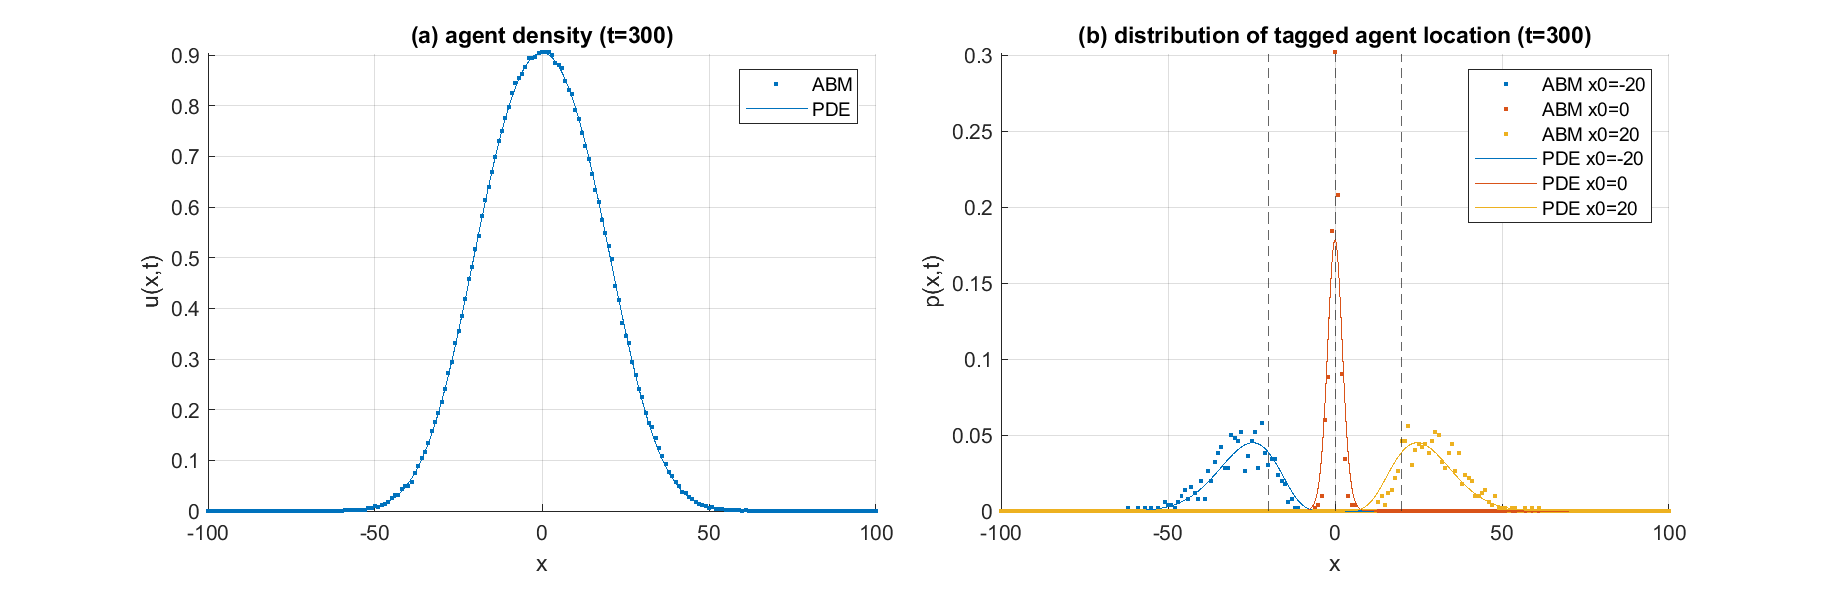 (a) agent density (t=300)
0.9
0.8
0.7
0.6
0.5
0.4
0.3
0.2
0.1
0
-100
-50
0
50
100
x
u(x,t)
ABM
PDE
(b) distribution of tagged agent location (t=300)
0.3
0.25
0.2
0.15
0.1
0.05
0
-100
-50
0
50
100
x
p(x,t)
ABM x0=-20
ABM x0=0
ABM x0=20
PDE x0=-20
PDE x0=0
PDE x0=20